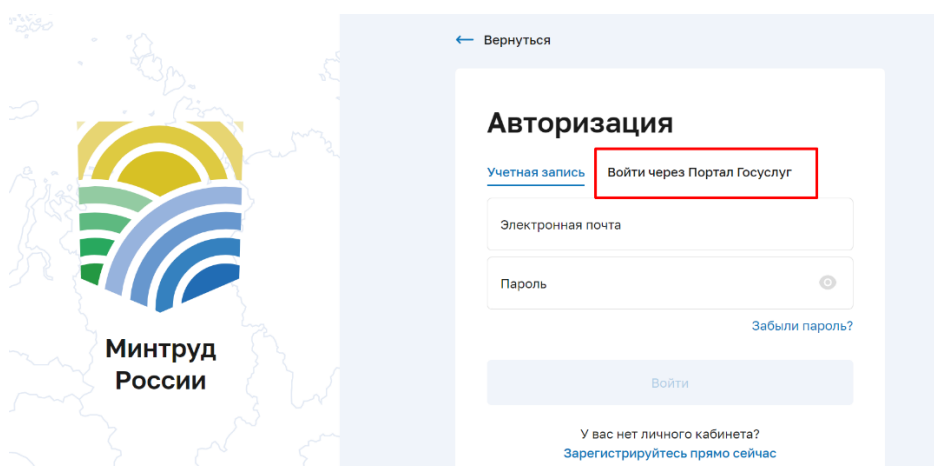 Вернуться
Авторизация
Учетная запись
Войти через Портал Госуслуг
Электронная почта
Пароль
Забыли пароль?
Войти
У вас нет личного кабинета?
Зарегистрируйтесь прямо сейчас
Минтруд
России